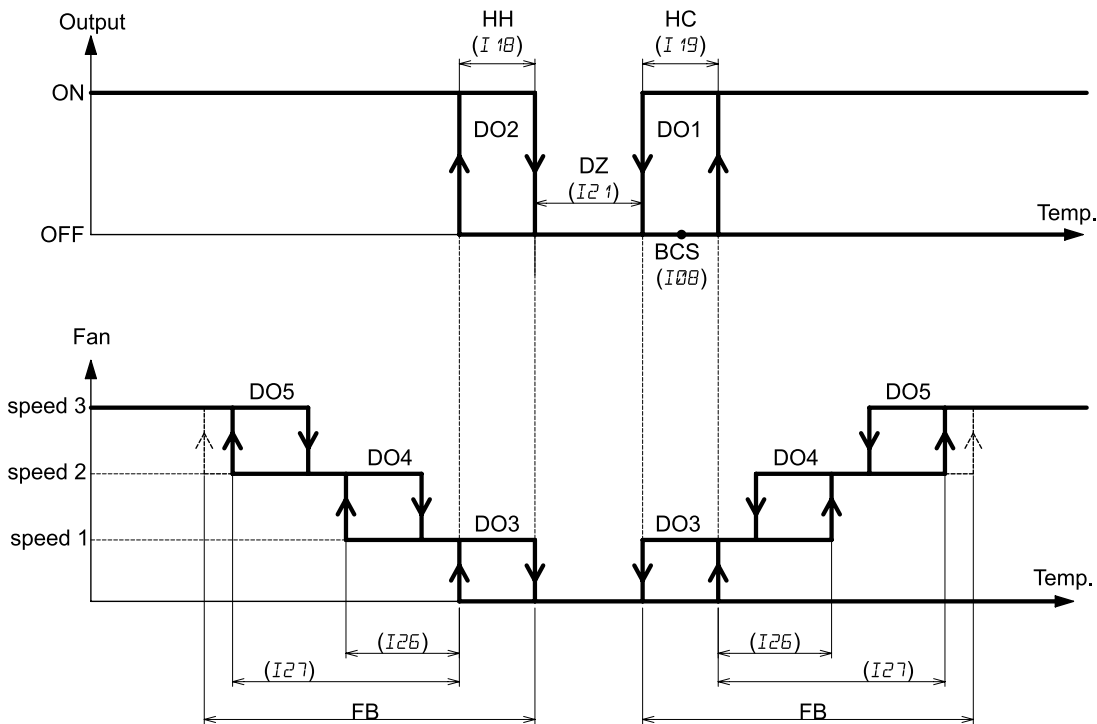 Output
HH
(I18)
HC
(I19)
ON
DO2
DO1
DZ
(I21)
Temp.
OFF
BCS
(I08)
Fan
DO5
DO5
speed 3
DO4
DO4
speed 2
DO3
DO3
speed 1
Temp.
(I26)
(I26)
(I27)
(I27)
FB
FB